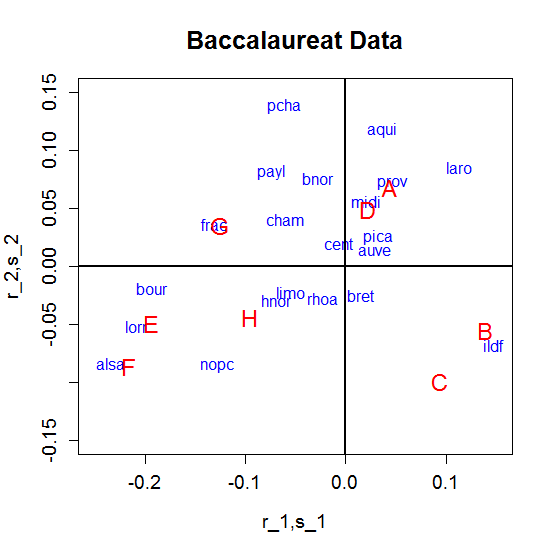 Baccalaureat Data
0.15
pcha
0.10
aqui
payl
bnor
laro
prov
A
0.05
midi
D
frac
G
cham
pica
cent
auve
0.00
r_2,s_2
bour
limo
hnor
rhoa
bret
-0.05
lorr
E
H
B
ildf
alsa
F
nopc
C
-0.15
-0.2
-0.1
0.0
0.1
r_1,s_1